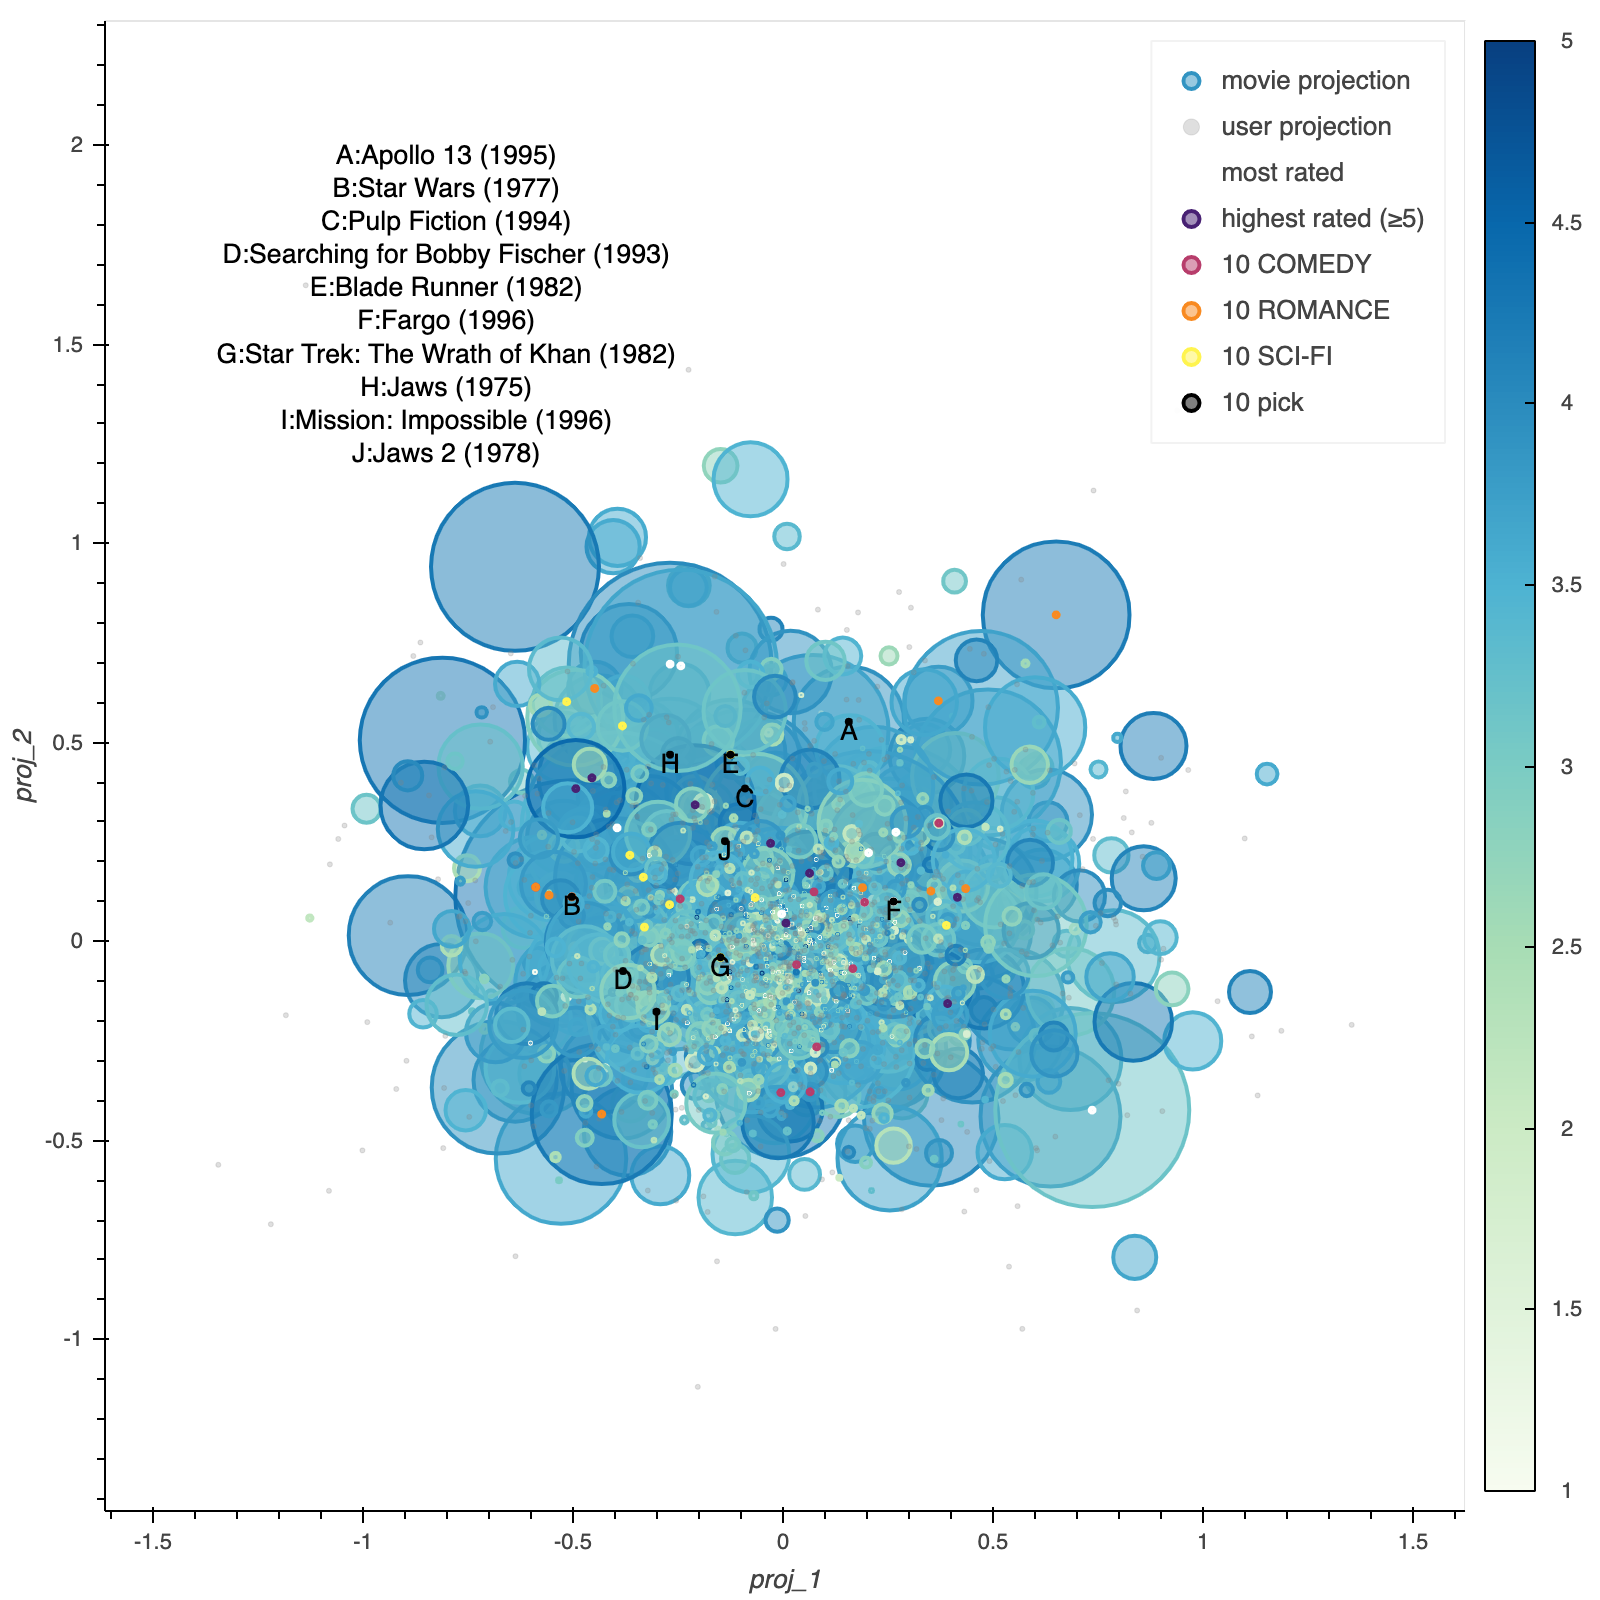 A:Apollo 13 (1995)
B:Star Wars (1977)
C:Pulp Fiction (1994)
D:Searching for Bobby Fischer (1993)
E:Blade Runner (1982)
F:Fargo (1996)
G:Star Trek: The Wrath of Khan (1982)
H:Jaws (1975)
I:Mission: Impossible (1996)
J:Jaws 2 (1978)
movie projection
user projection
most rated
highest rated (≥5)
10 COMEDY
10 ROMANCE
10 SCI-FI
10 pick
5
4.5
4
3.5
3
2.5
2
1.5
1
2
1.5
1
0.5
0
-0.5
-1
proj_2
A
H
E
C
J
B
F
G
D
I
-1.5
-1
-0.5
0
0.5
1
1.5
proj_1